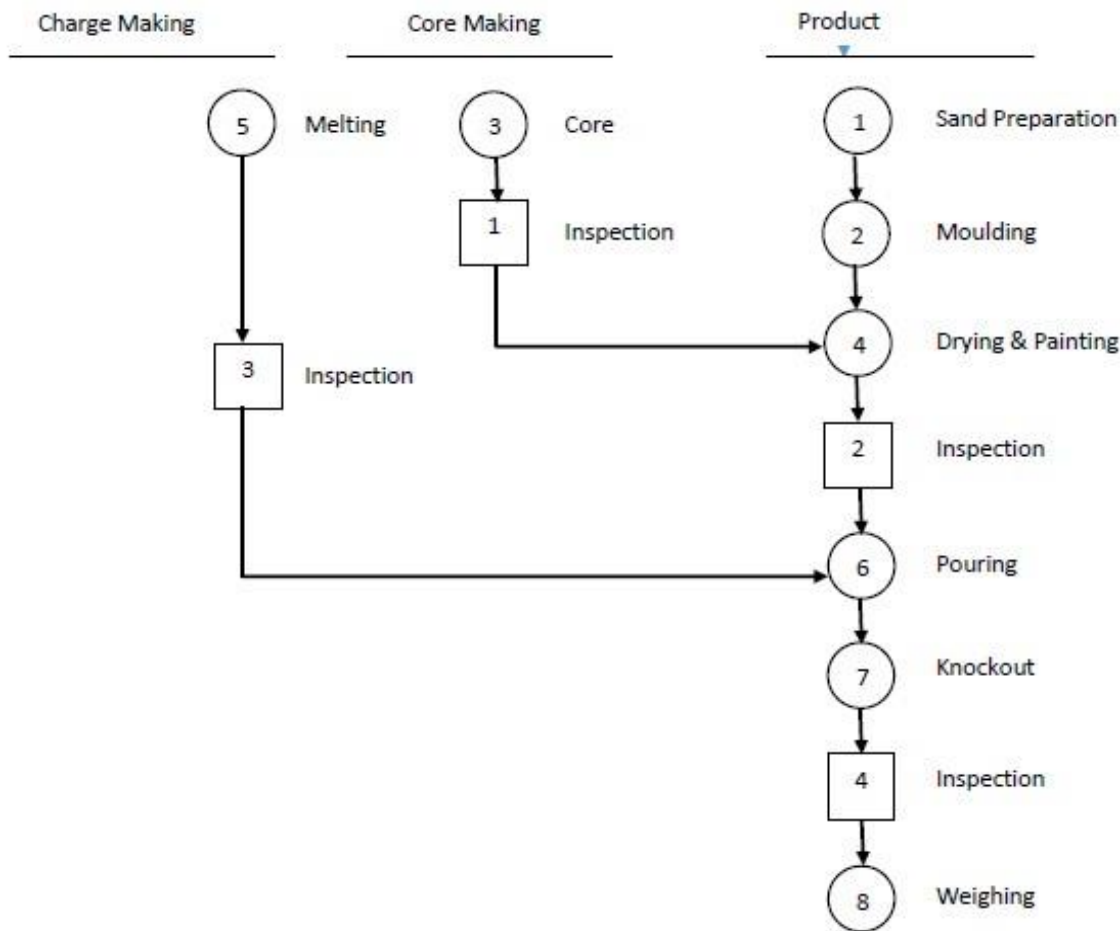 Charge Making Core Making Product
5 Melting 3 Core 1 Sand Preparation
1 Inspection 2 Moulding
3 Inspection 4 Drying & Painting
2 Inspection
6 Pouring
7 Knockout
4 Inspection
8 Weighing